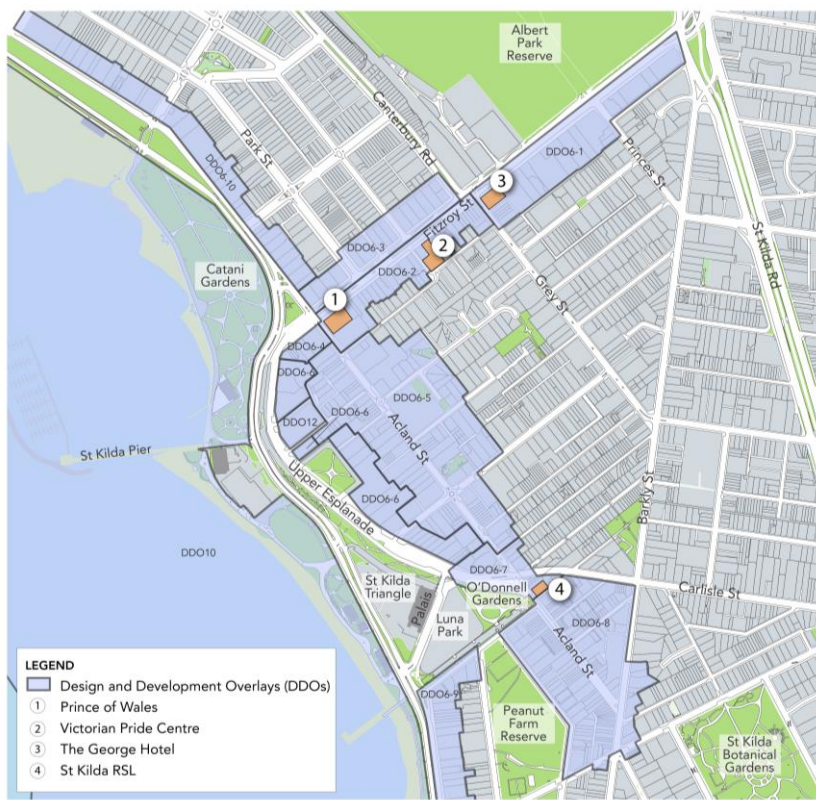 Albert
Park
Reserve
Canterbury Rd
Park St
DDO6-1
Princes St
DDO6-10
3
Fitzroy St
DDO6-3
2
DDO6-2
St Kilda Rd
Catani
Gardens
1
Grey St
DDO6-4
DDO6-6
DDO6-5
DDO12
DDO6-6
Acland St
St Kilda Pier
Upper Esplanade
DDO6-6
Barkly St
DDO10
DDO6-7
St Kilda
Triangle
O'Donnell
Gardens
4
Carlisle St
Palais
Luna
Park
DDO6-8
Acland St
DDO6-9
Peanut
Farm
Reserve
St Kilda
Botanical
Gardens
LEGEND
Design and Development Overlays (DDOs)
1 Prince of Wales
2 Victorian Pride Centre
3 The George Hotel
4 St Kilda RSL